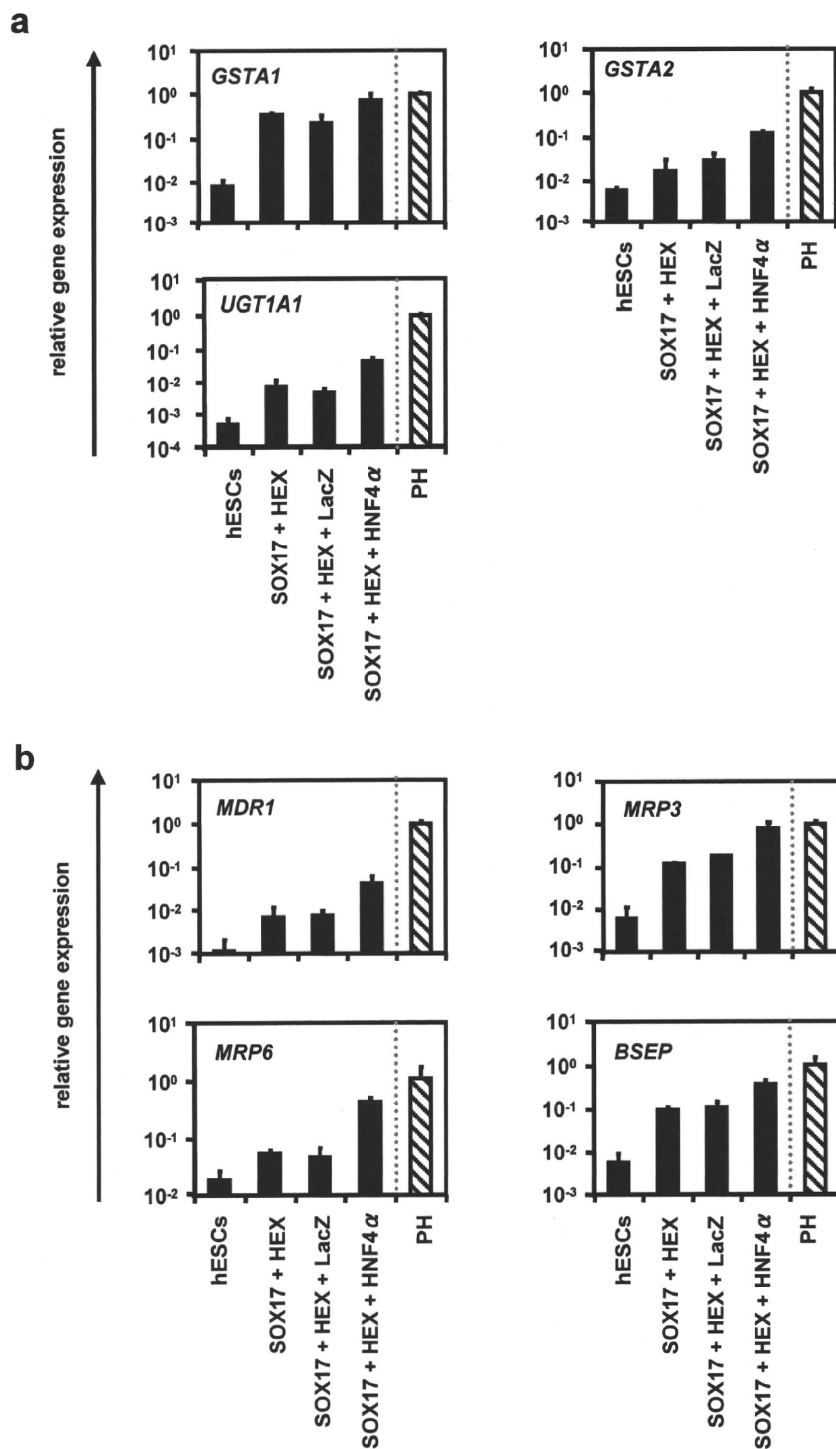 a
relative gene expression
GSTA1
10¹
10⁰
10⁻¹
10⁻²
10⁻³
GSTA2
10¹
10⁰
10⁻¹
10⁻²
10⁻³
hESCs
SOX17 + HEX
SOX17 + HEX + LacZ
SOX17 + HEX + HNF4α
PH
UGT1A1
10¹
10⁰
10⁻¹
10⁻²
10⁻³
10⁻⁴
hESCs
SOX17 + HEX
SOX17 + HEX + LacZ
SOX17 + HEX + HNF4α
PH
b
relative gene expression
MDR1
10¹
10⁰
10⁻¹
10⁻²
10⁻³
MRP3
10¹
10⁰
10⁻¹
10⁻²
10⁻³
MRP6
10¹
10⁰
10⁻¹
10⁻²
hESCs
SOX17 + HEX
SOX17 + HEX + LacZ
SOX17 + HEX + HNF4α
PH
BSEP
10¹
10⁰
10⁻¹
10⁻²
10⁻³
hESCs
SOX17 + HEX
SOX17 + HEX + LacZ
SOX17 + HEX + HNF4α
PH